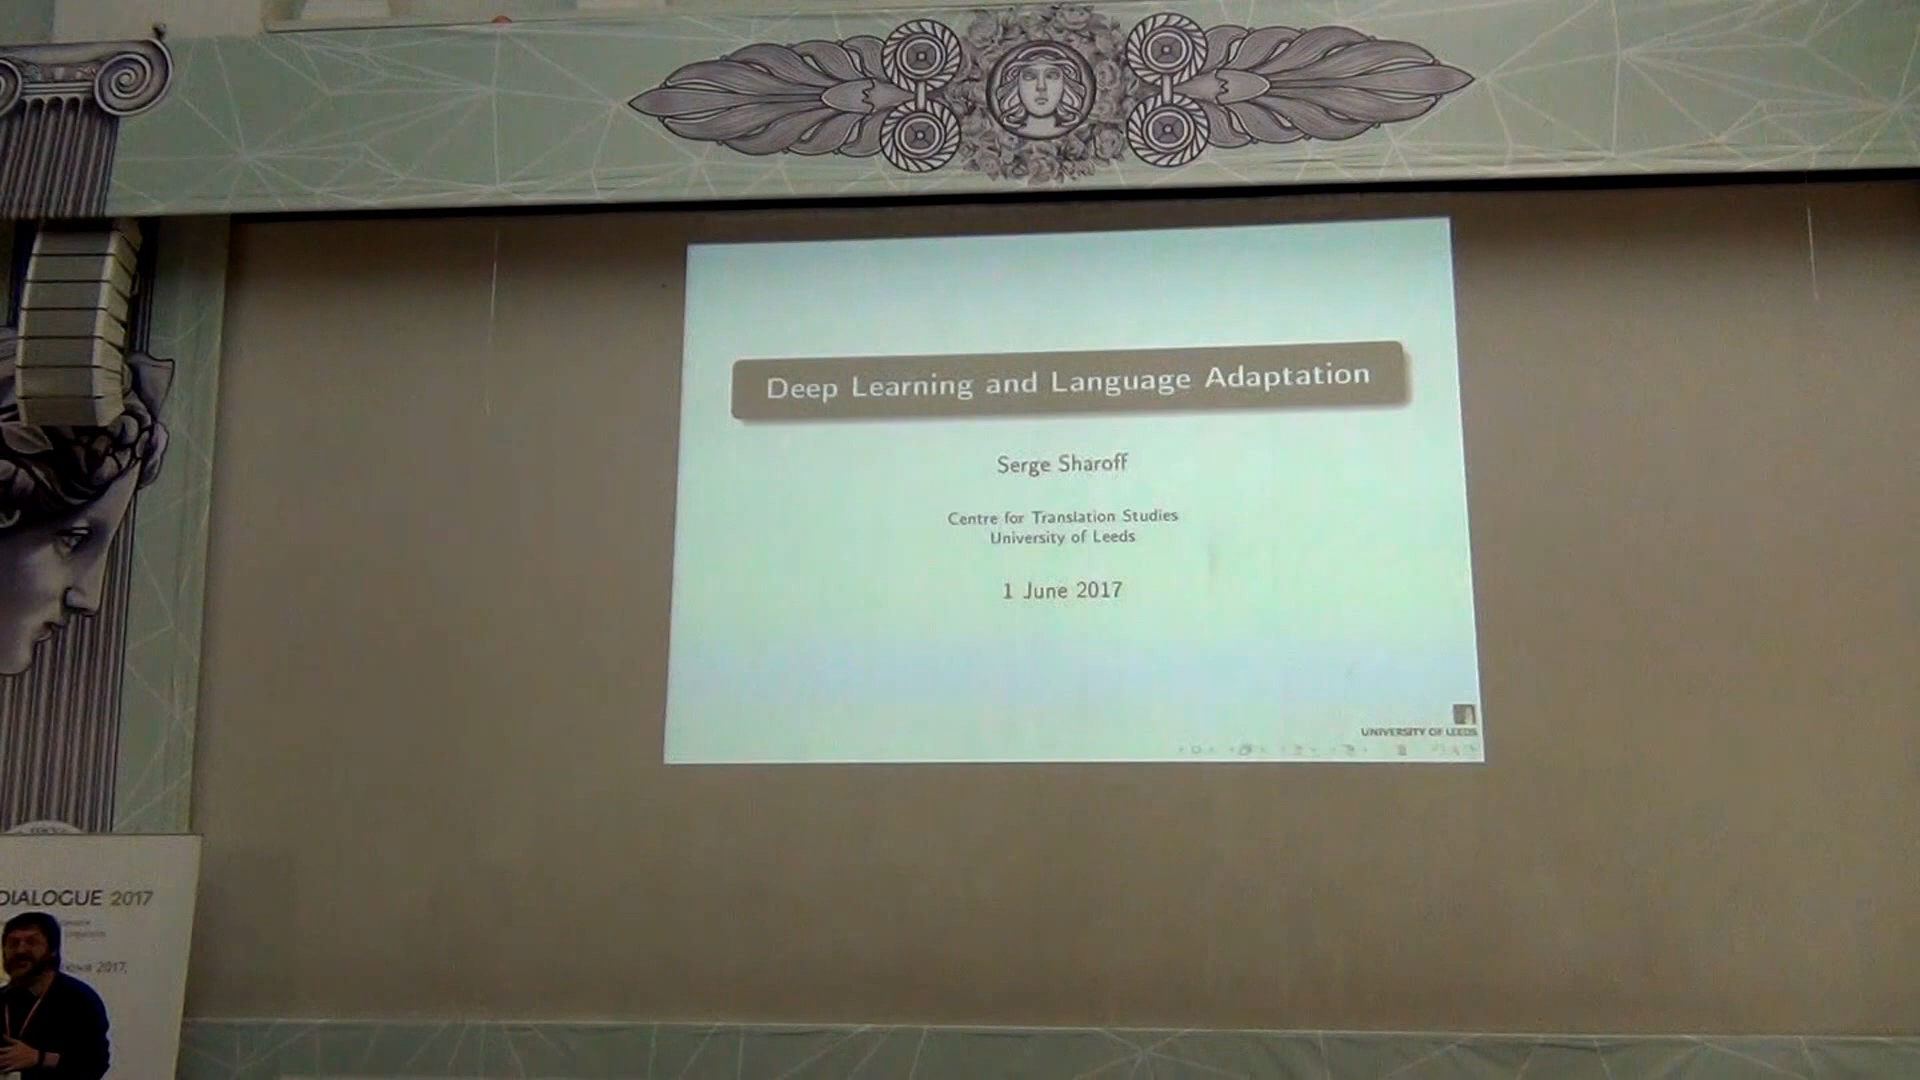 Deep Learning and Language Adaptation
Serge Sharoff
Centre for Translation Studies
University of Leeds
1 June 2017
UNIVERSITY OF LEEDS
DIALOGUE 2017
2017,